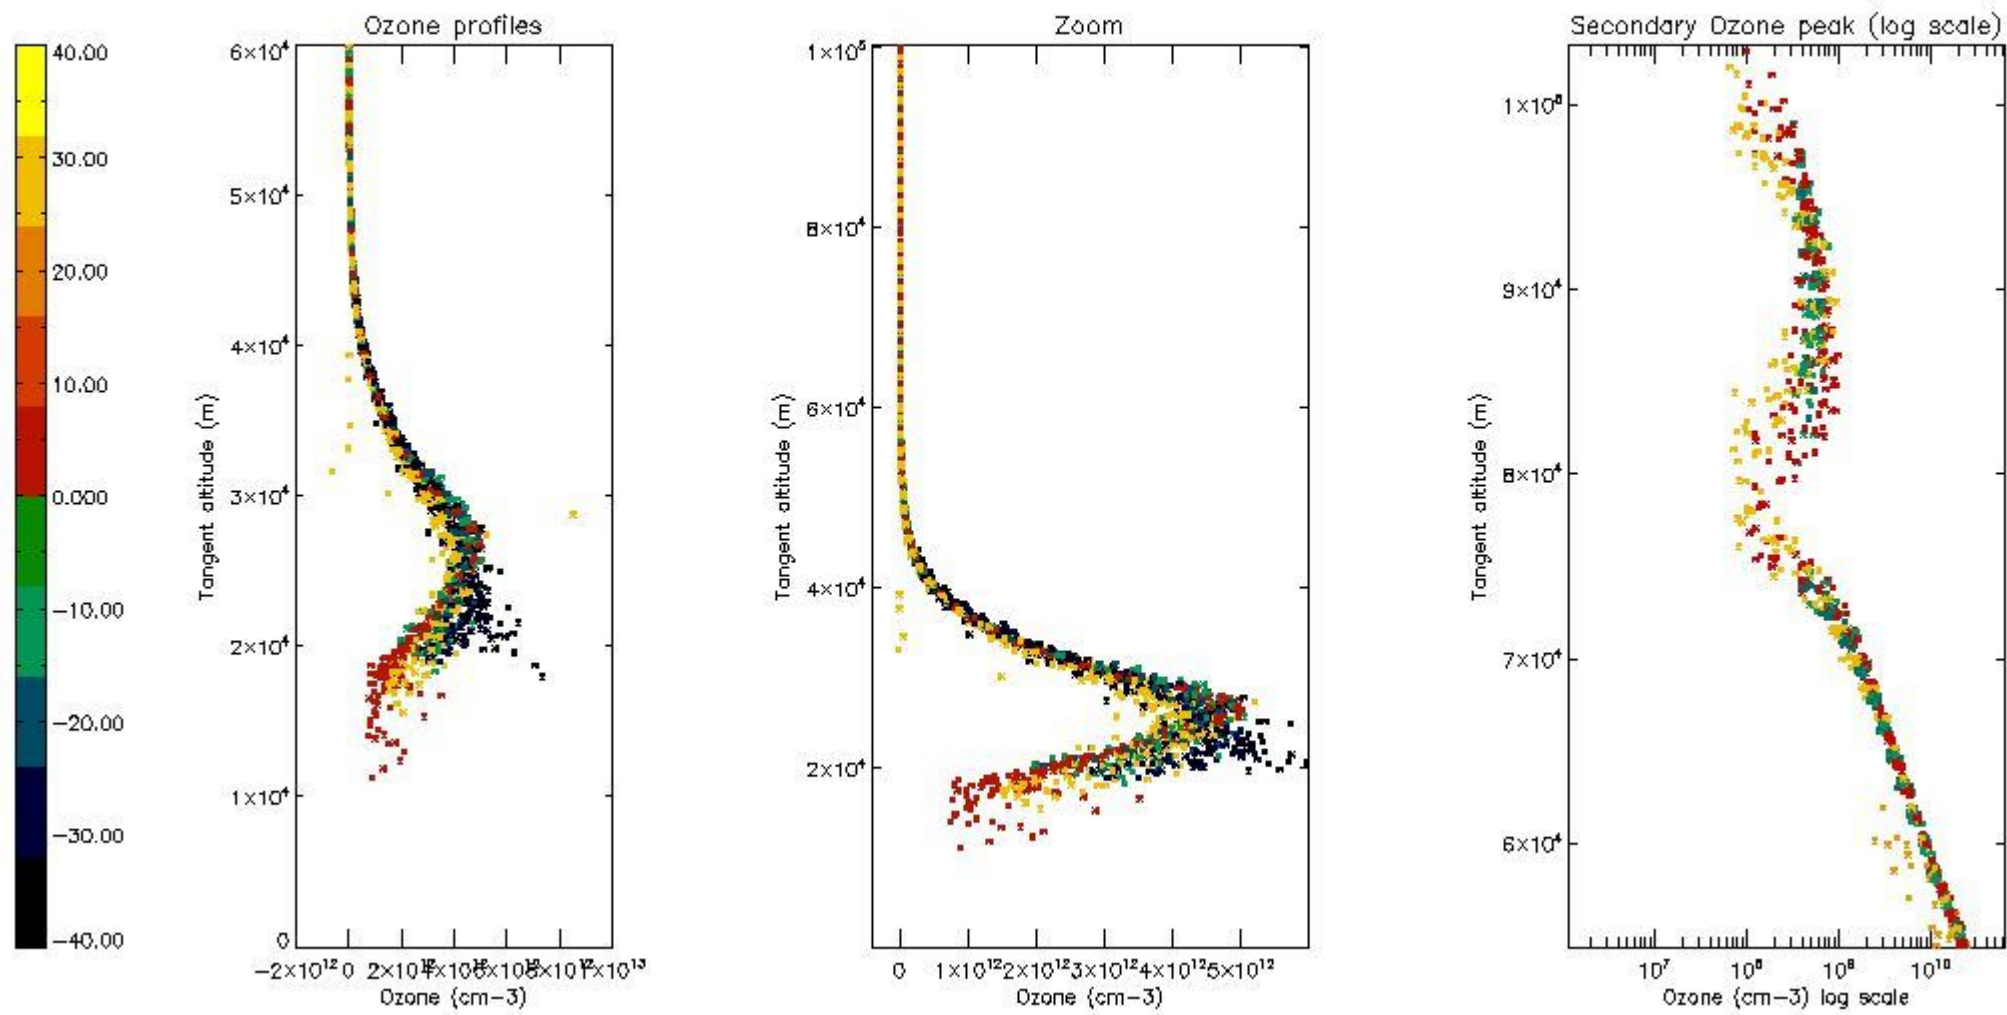 Ozone profiles
Zoom
Secondary Ozone peak (log scale)
40.00
30.00
20.00
10.00
0.000
−10.00
−20.00
−30.00
−40.00
6×10⁴
5×10⁴
4×10⁴
3×10⁴
2×10⁴
1×10⁴
0
Tangent altitude (m)
−2×10¹² 0
Ozone (cm−3)
1×10⁵
8×10⁴
6×10⁴
4×10⁴
2×10⁴
Tangent altitude (m)
0 1×10¹² 2×10¹² 3×10¹² 4×10¹² 5×10¹²
Ozone (cm−3)
9×10⁴
8×10⁴
7×10⁴
6×10⁴
Tangent altitude (m)
10⁷ 10⁸ 10⁹ 10¹⁰
Ozone (cm−3) log scale